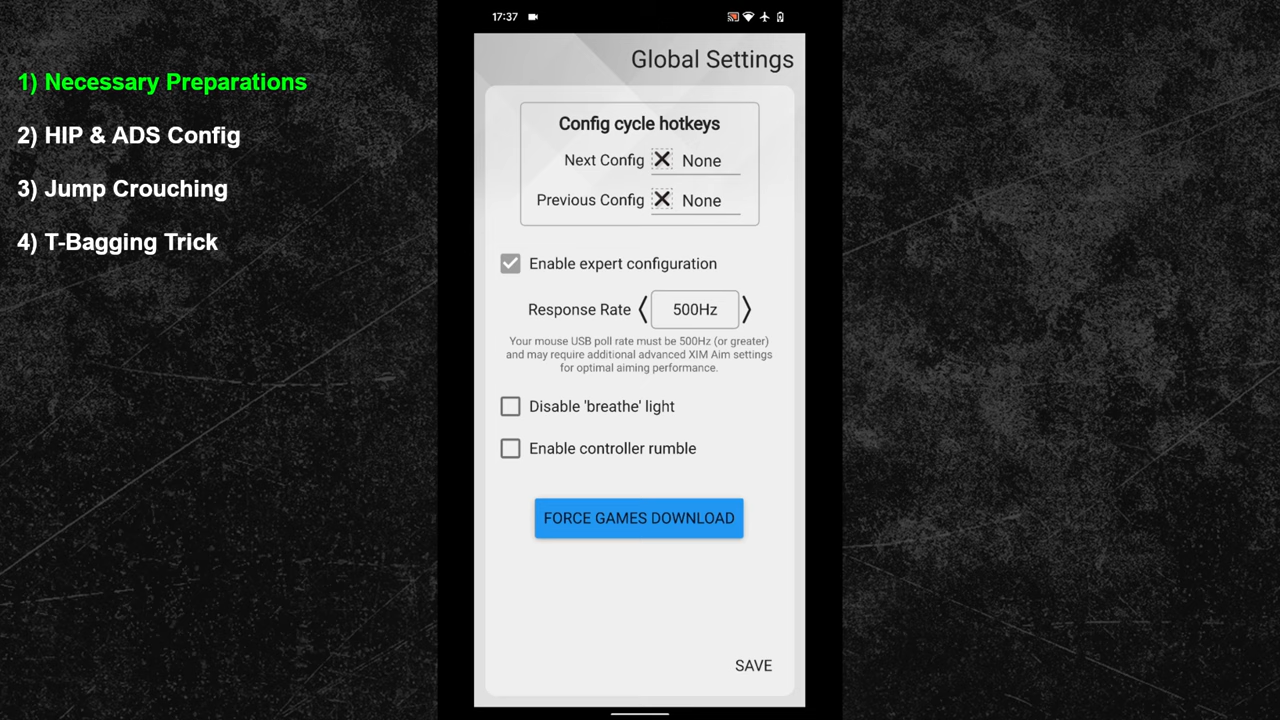 1) Necessary Preparations
2) HIP & ADS Config
3) Jump Crouching
4) T-Bagging Trick
17:37
Global Settings
Config cycle hotkeys
Next Config None
Previous Config None
Enable expert configuration
Response Rate 500Hz
Your mouse USB poll rate must be 500Hz (or greater)
and may require additional advanced XIM Aim settings
for optimal aiming performance.
Disable 'breathe' light
Enable controller rumble
FORCE GAMES DOWNLOAD
SAVE